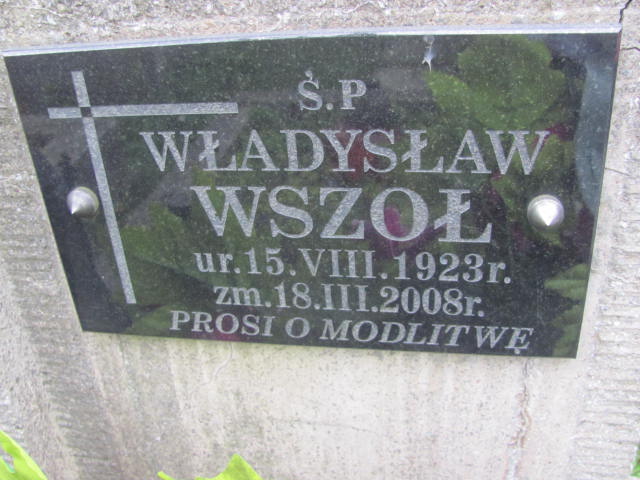 Ś.P
WŁADYSŁAW
WSZOŁ
ur.15.VIII.1923r.
zm.18.III.2008r.
PROSI O MODLITWĘ